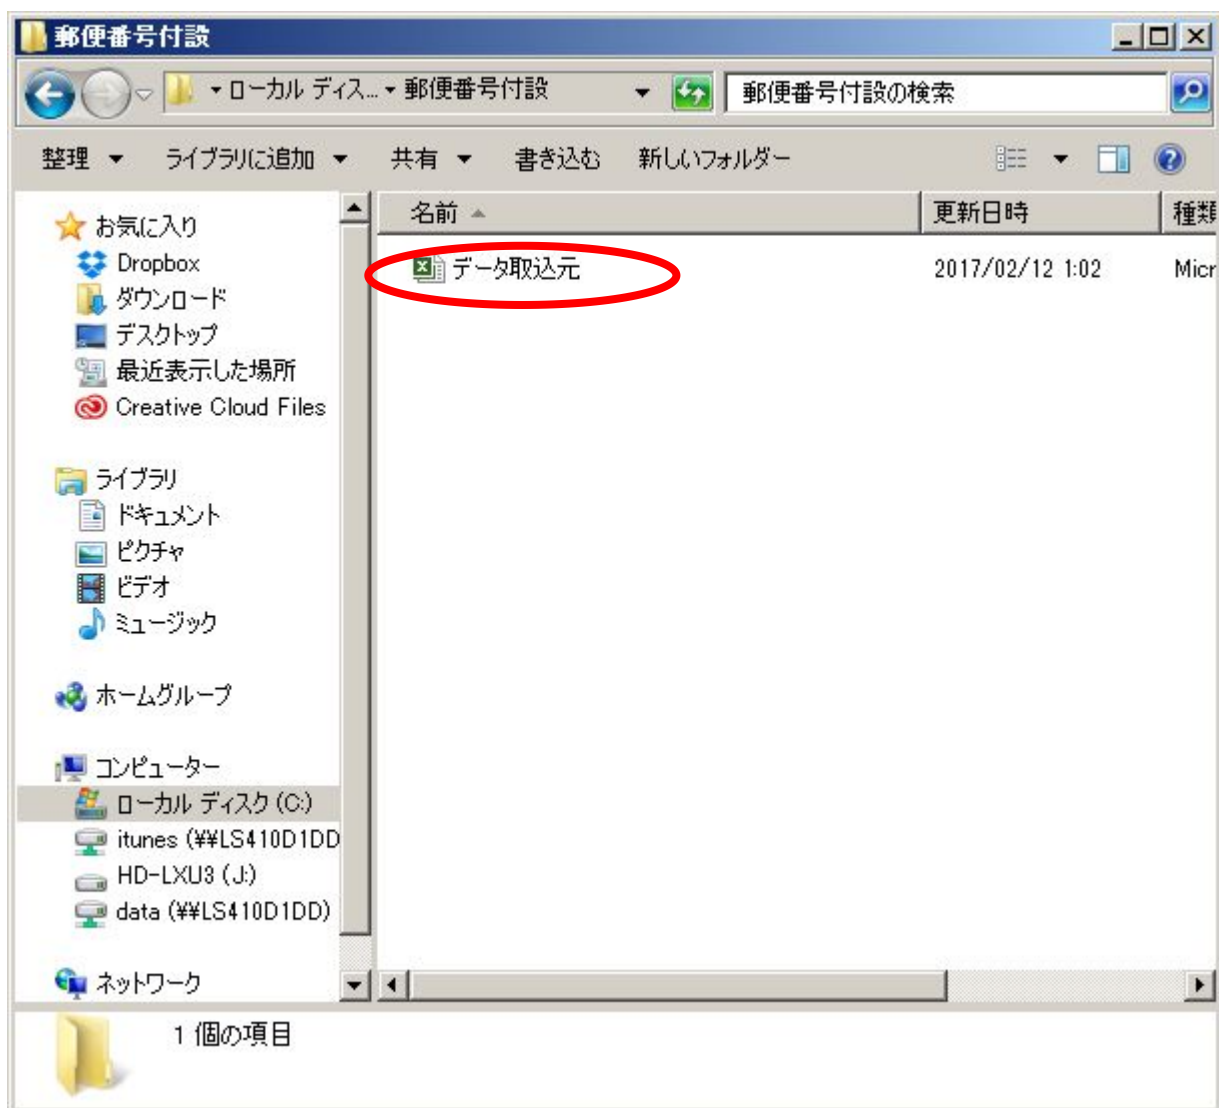 郵便番号付設
ローカル ディス... 郵便番号付設
郵便番号付設の検索
整理 ライブラリに追加 共有 書き込む 新しいフォルダー
名前 更新日時 種類
データ取込元 2017/02/12 1:02 Micr
お気に入り
Dropbox
ダウンロード
デスクトップ
最近表示した場所
Creative Cloud Files
ライブラリ
ドキュメント
ピクチャ
ビデオ
ミュージック
ホームグループ
コンピューター
ローカル ディスク (C:)
itunes (¥¥LS410D1DD
HD-LXU3 (J:)
data (¥¥LS410D1DD)
ネットワーク
1 個の項目